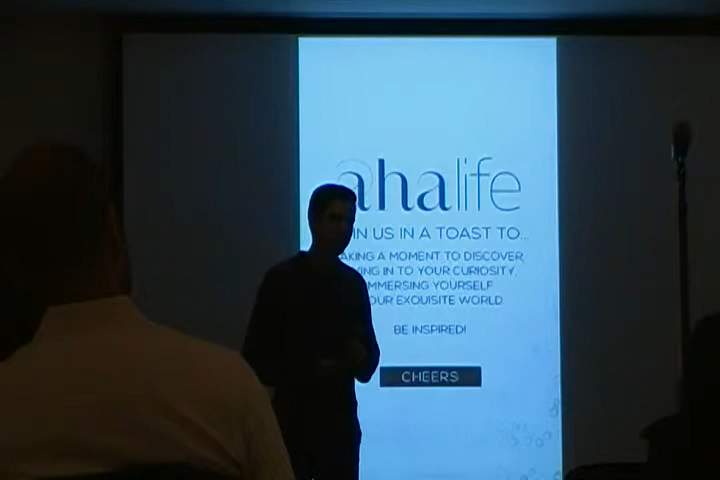 ahalife
IN US IN A TOAST TO...
AKING A MOMENT TO DISCOVER,
ING IN TO YOUR CURIOSITY,
MMERSING YOURSELF
OUR EXQUISITE WORLD.
BE INSPIRED!
CHEERS